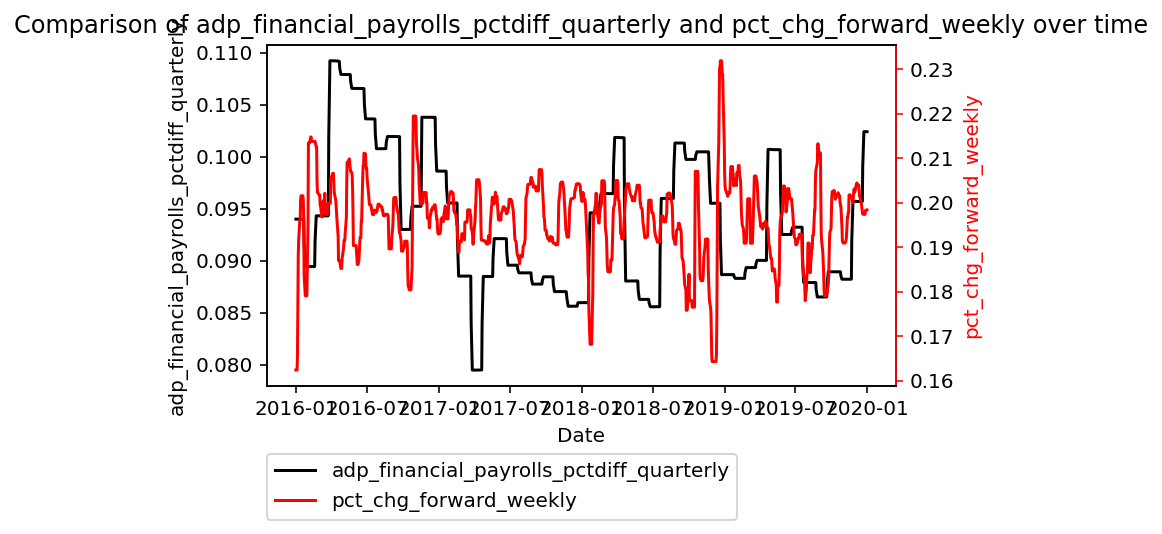 Comparison of adp_financial_payrolls_pctdiff_quarterly and pct_chg_forward_weekly over time
adp_financial_payrolls_pctdiff_quarterly
0.110
0.105
0.100
0.095
0.090
0.085
0.080
0.23
0.22
0.21
0.20
0.19
0.18
0.17
0.16
pct_chg_forward_weekly
2016-01 2016-07 2017-01 2017-07 2018-01 2018-07 2019-01 2019-07 2020-01
Date
adp_financial_payrolls_pctdiff_quarterly
pct_chg_forward_weekly